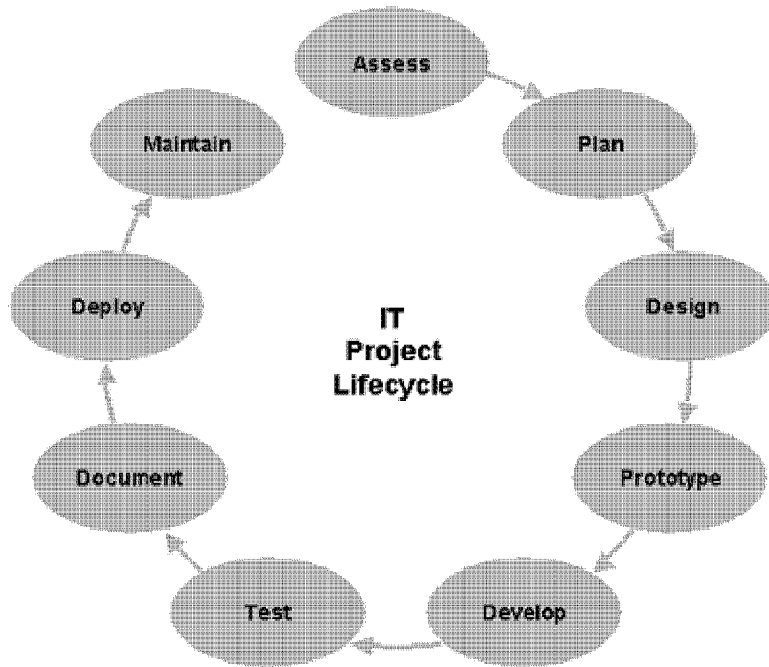 Assess
Plan
Design
Prototype
Develop
Test
Document
Deploy
Maintain
IT
Project
Lifecycle